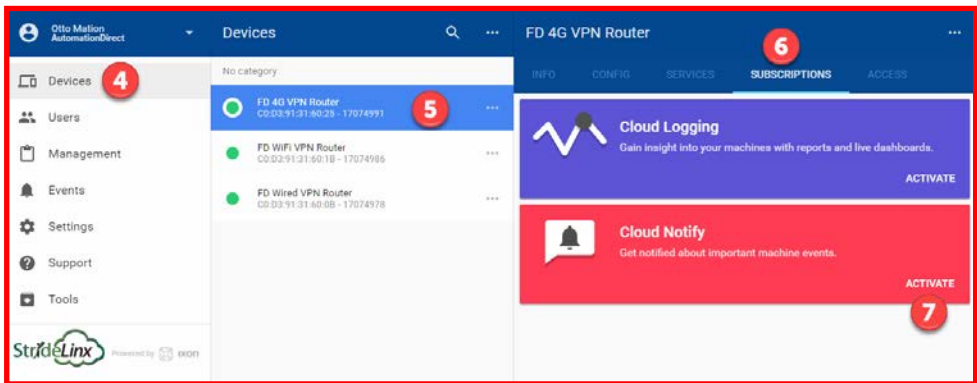 Otto Mation
AutomationDirect
Devices
4
Users
Management
Events
Settings
Support
Tools
StrideLinx
Powered by ixon
Devices
No category
FD 4G VPN Router
C0:D3:91:31:60:25 - 17074991
5
FD WiFi VPN Router
C0:D3:91:31:60:1B - 17074986
FD Wired VPN Router
C0:D3:91:31:60:0B - 17074978
FD 4G VPN Router
6
INFO CONFIG SERVICES SUBSCRIPTIONS ACCESS
Cloud Logging
Gain insight into your machines with reports and live dashboards.
ACTIVATE
Cloud Notify
Get notified about important machine events.
ACTIVATE
7